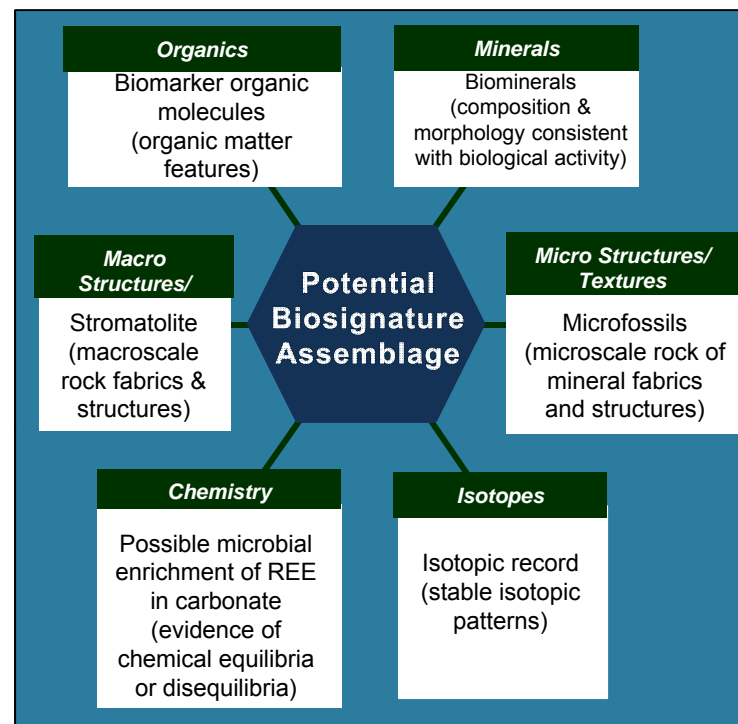 Organics
Biomarker organic
molecules
(organic matter
features)
Minerals
Biominerals
(composition &
morphology consistent
with biological activity)
Macro
Structures/
Stromatolite
(macroscale
rock fabrics &
structures)
Potential
Biosignature
Assemblage
Micro Structures/
Textures
Microfossils
(microscale rock of
mineral fabrics
and structures)
Chemistry
Possible microbial
enrichment of REE
in carbonate
(evidence of
chemical equilibria
or disequilibria)
Isotopes
Isotopic record
(stable isotopic
patterns)